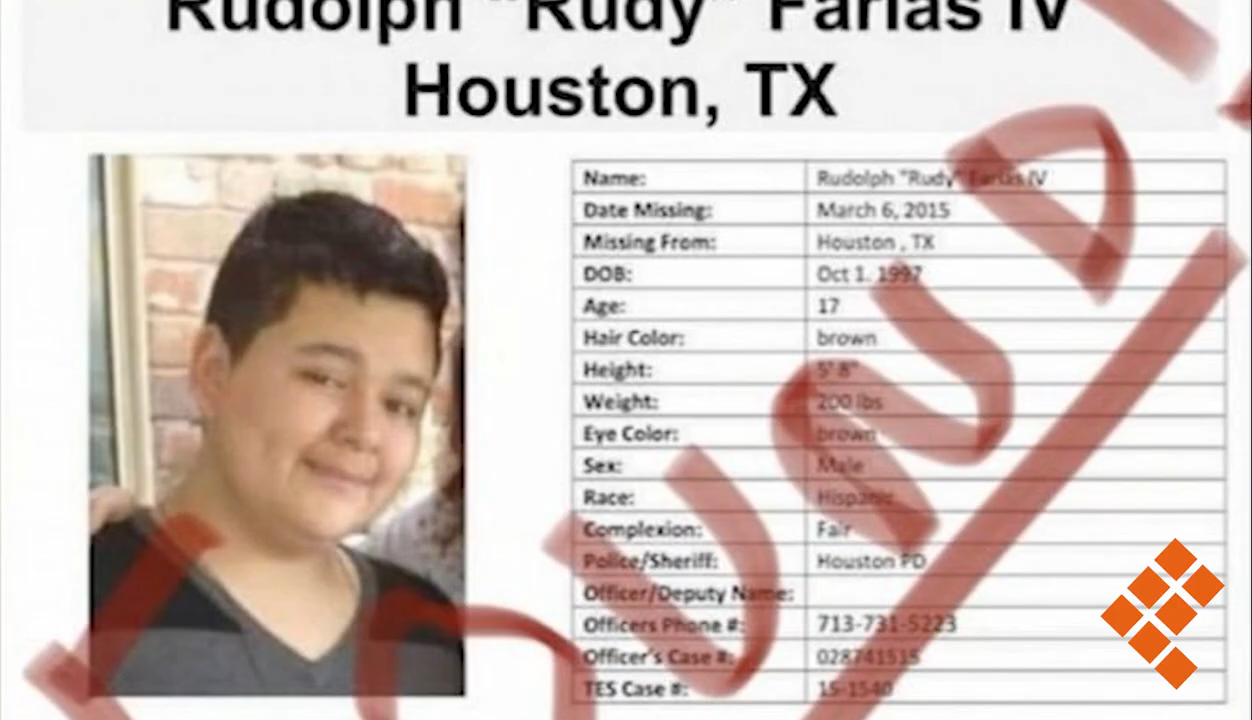 Rudolph "Rudy" Farias IV
Houston, TX
Name: Rudolph "Rudy" Farias IV
Date Missing: March 6, 2015
Missing From: Houston , TX
DOB: Oct 1. 1997
Age: 17
Hair Color: brown
Height: 5' 8"
Weight: 200 lbs
Eye Color: brown
Sex: Male
Race: Hispanic
Complexion: Fair
Police/Sheriff: Houston PD
Officer/Deputy Name:
Officers Phone #: 713-731-5223
Officer's Case #: 028741515
TES Case #: 15-1540
FOUND